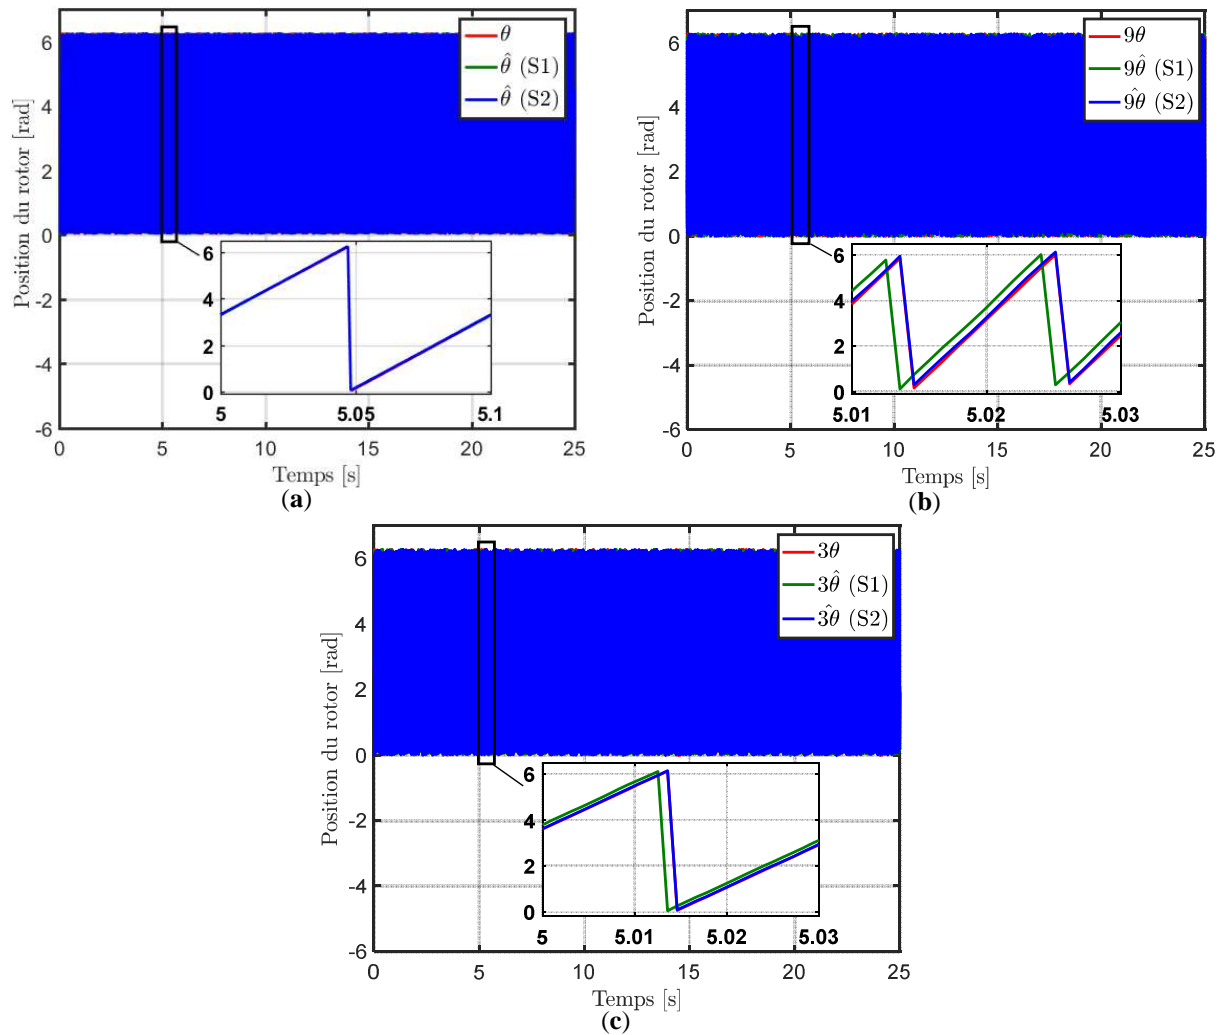 6
4
2
0
-2
-4
-6
Position du rotor [rad]
θ
θ̂ (S1)
θ̂ (S2)
6
4
2
0
5 5.05 5.1
0 5 10 15 20 25
Temps [s]
(a)
6
4
2
0
-2
-4
-6
Position du rotor [rad]
9θ
9θ̂ (S1)
9θ̂ (S2)
6
4
2
0
5.01 5.02 5.03
0 5 10 15 20 25
Temps [s]
(b)
6
4
2
0
-2
-4
-6
Position du rotor [rad]
3θ
3θ̂ (S1)
3θ̂ (S2)
6
4
2
0
5 5.01 5.02 5.03
0 5 10 15 20 25
Temps [s]
(c)